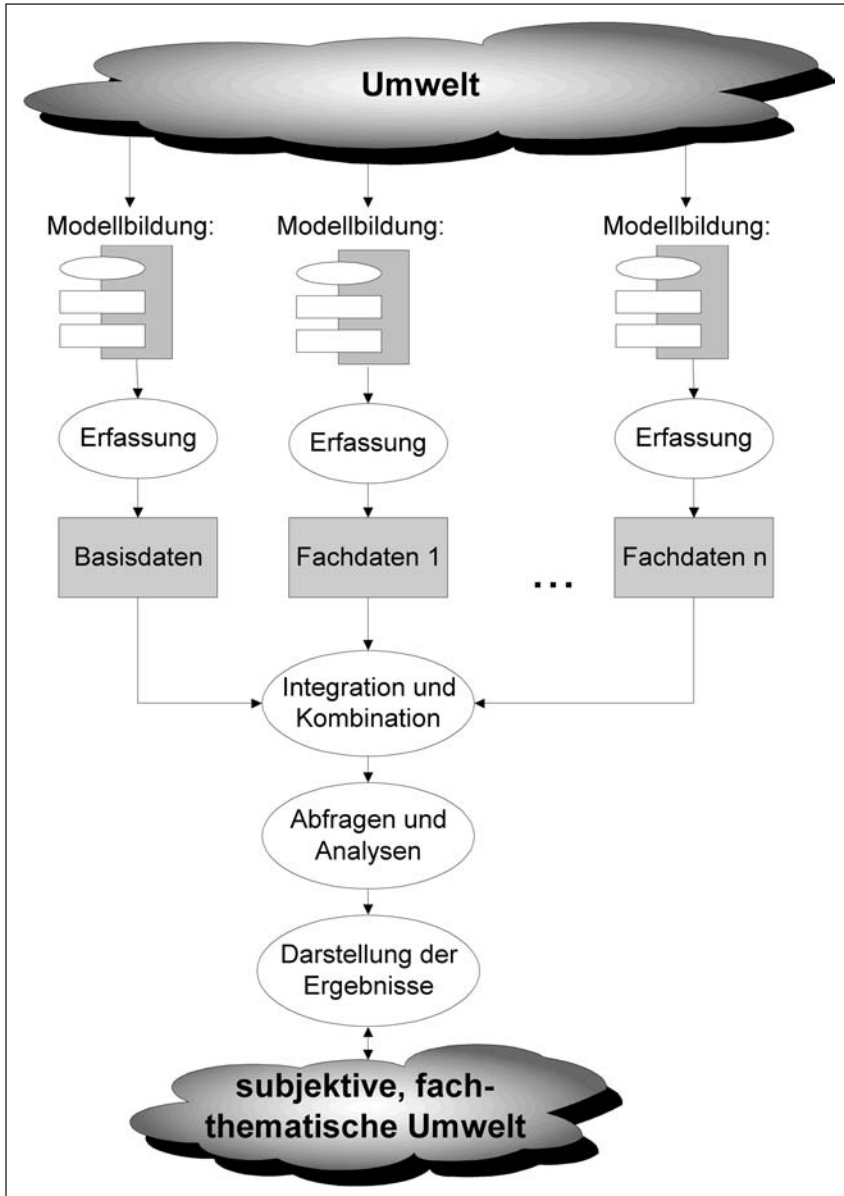 Umwelt
Modellbildung:
Modellbildung:
Modellbildung:
Erfassung
Erfassung
Erfassung
Basisdaten
Fachdaten 1
...
Fachdaten n
Integration und
Kombination
Abfragen und
Analysen
Darstellung der
Ergebnisse
subjektive, fach-
thematische Umwelt